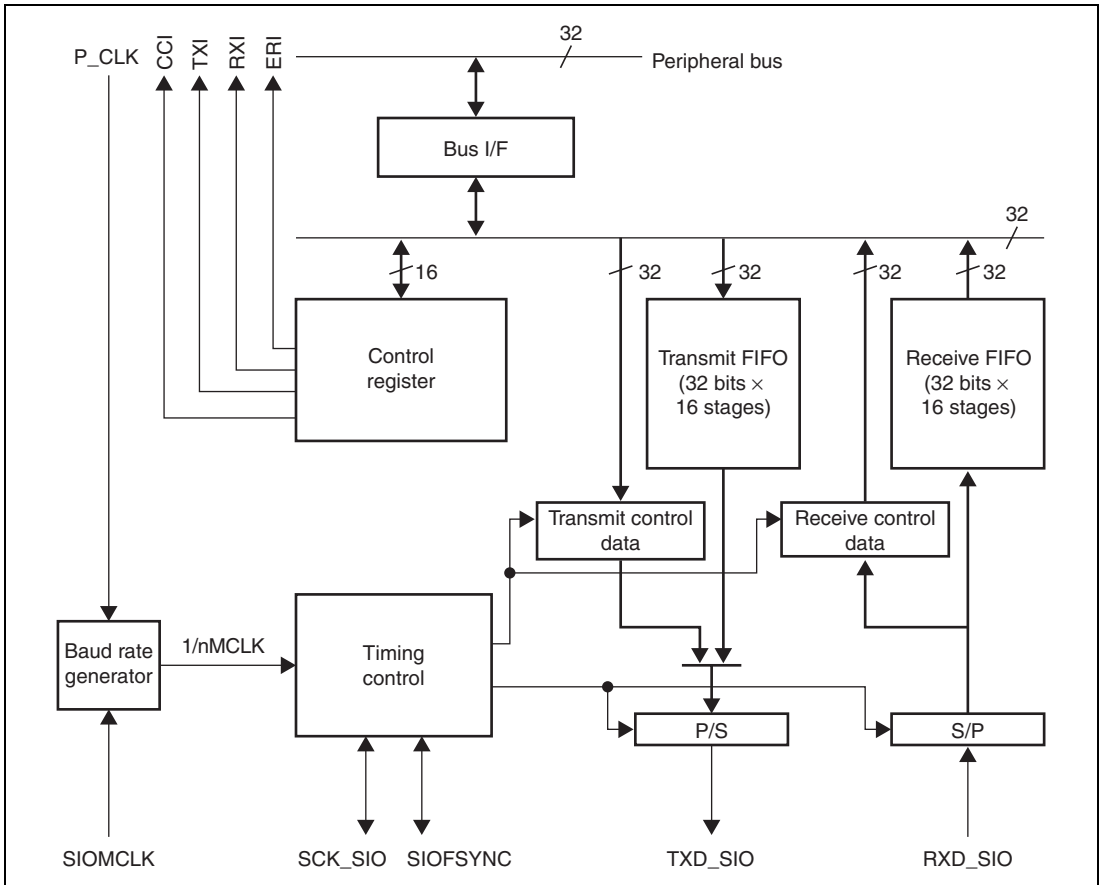 32
P_CLK
CCI
TXI
RXI
ERI
Peripheral bus
Bus I/F
32
16
32
32
32
32
Control
register
Transmit FIFO
(32 bits ×
16 stages)
Receive FIFO
(32 bits ×
16 stages)
Transmit control
data
Receive control
data
Baud rate
generator
1/nMCLK
Timing
control
P/S
S/P
SIOMCLK
SCK_SIO
SIOFSYNC
TXD_SIO
RXD_SIO